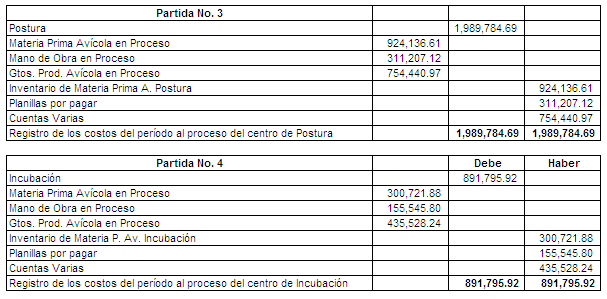 Partida No. 3
Postura 1,989,784.69
Materia Prima Avícola en Proceso 924,136.61
Mano de Obra en Proceso 311,207.12
Gtos. Prod. Avícola en Proceso 754,440.97
Inventario de Materia Prima A. Postura 924,136.61
Planillas por pagar 311,207.12
Cuentas Varias 754,440.97
Registro de los costos del período al proceso del centro de Postura 1,989,784.69 1,989,784.69
Partida No. 4 Debe Haber
Incubación 891,795.92
Materia Prima Avícola en Proceso 300,721.88
Mano de Obra en Proceso 155,545.80
Gtos. Prod. Avícola en Proceso 435,528.24
Inventario de Materia P. Av. Incubación 300,721.88
Planillas por pagar 155,545.80
Cuentas Varias 435,528.24
Registro de los costos del período al proceso del centro de Incubación 891,795.92 891,795.92